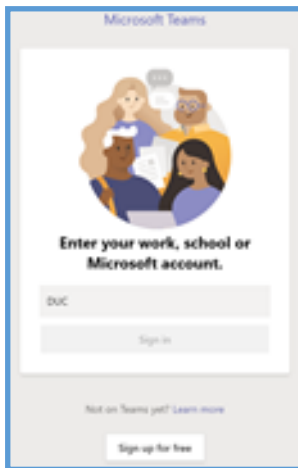 Microsoft Teams
Enter your work, school or
Microsoft account.
DUC
Sign in
Not on Teams yet? Learn more
Sign up for free